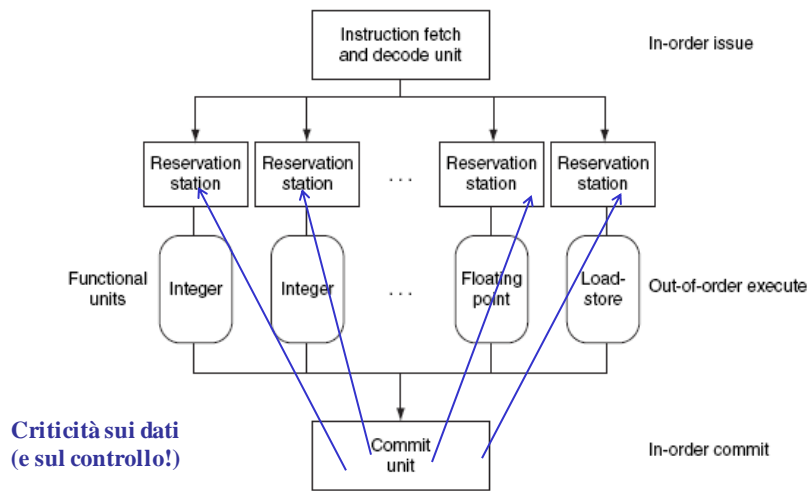 Instruction fetch
and decode unit
In-order issue
Reservation
station
Reservation
station
. . .
Reservation
station
Reservation
station
Functional
units
Integer
Integer
. . .
Floating
point
Load-
store
Out-of-order execute
Criticità sui dati
(e sul controllo!)
Commit
unit
In-order commit